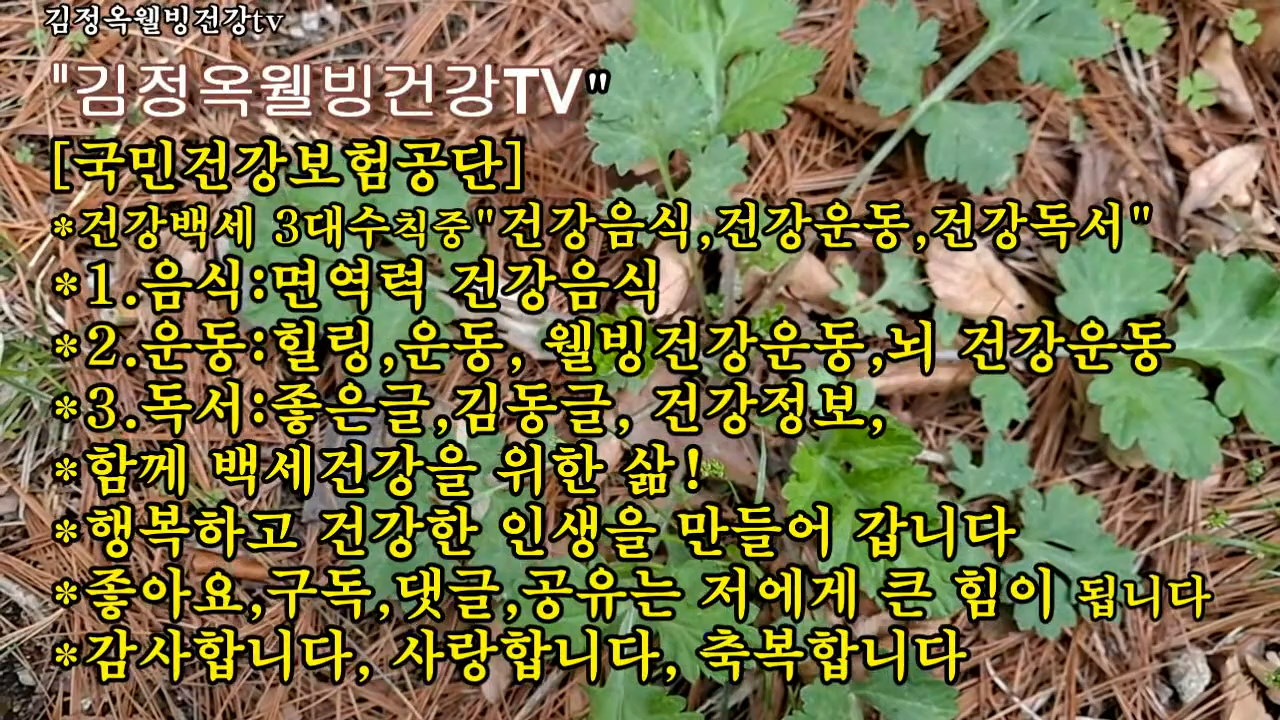 김정옥웰빙건강tv
"김정옥웰빙건강TV"
[국민건강보험공단]
*건강백세 3대수칙중"건강음식,건강운동,건강독서"
*1.음식:면역력 건강음식
*2.운동:힐링,운동, 웰빙건강운동,뇌 건강운동
*3.독서:좋은글,김동글, 건강정보,
*함께 백세건강을 위한 삶!
*행복하고 건강한 인생을 만들어 갑니다
*좋아요,구독,댓글,공유는 저에게 큰 힘이 됩니다
*감사합니다, 사랑합니다, 축복합니다